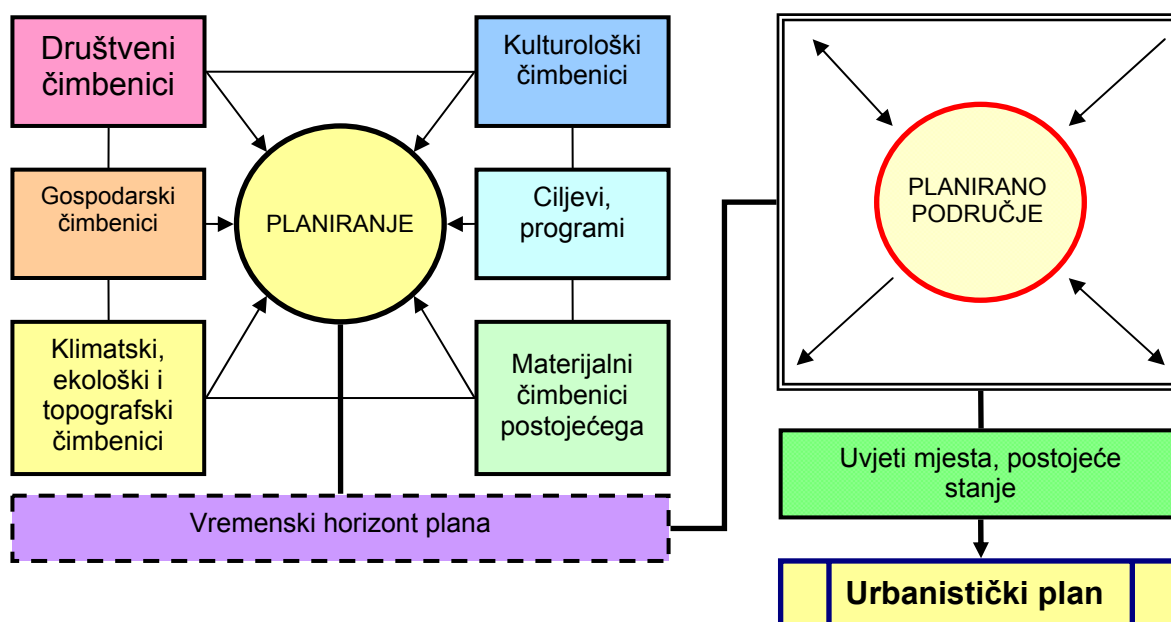 Društveni
čimbenici
Kulturološki
čimbenici
Gospodarski
čimbenici
PLANIRANJE
Ciljevi,
programi
Klimatski,
ekološki i
topografski
čimbenici
Materijalni
čimbenici
postojećega
Vremenski horizont plana
PLANIRANO
PODRUČJE
Uvjeti mjesta, postojeće
stanje
Urbanistički plan